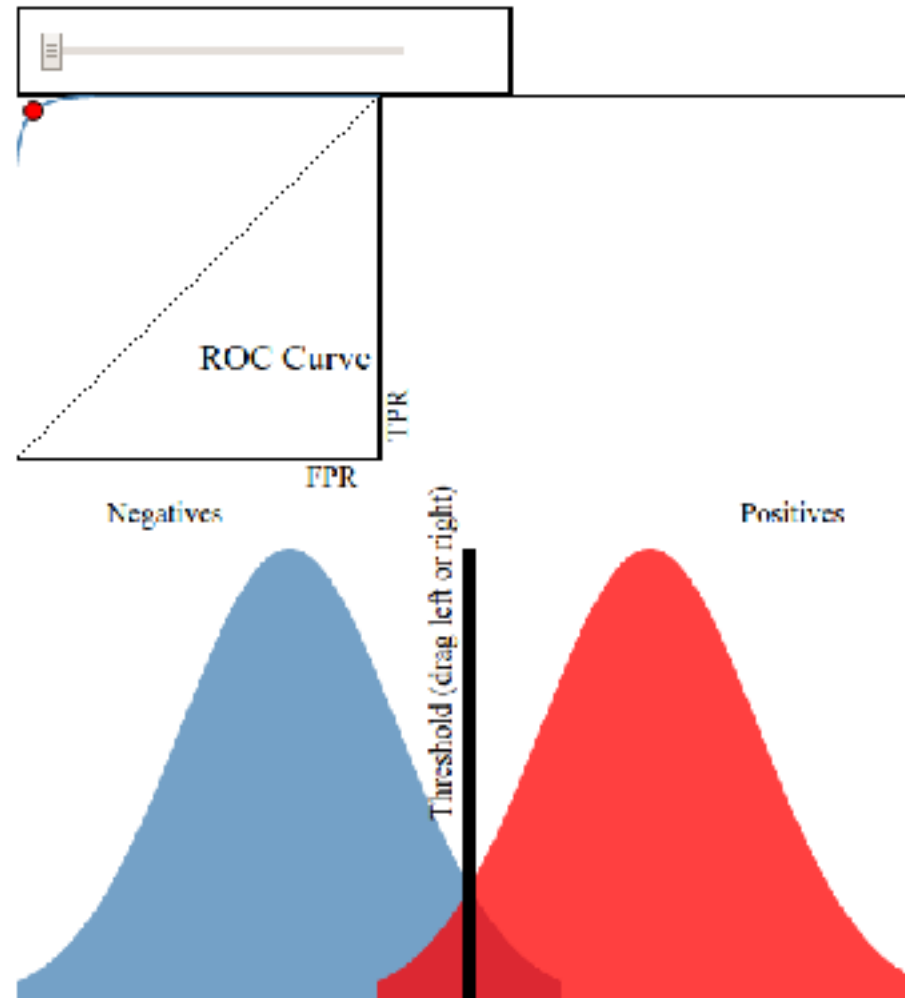 ROC Curve
TPR
FPR
Negatives
Positives
Threshold (drag left or right)